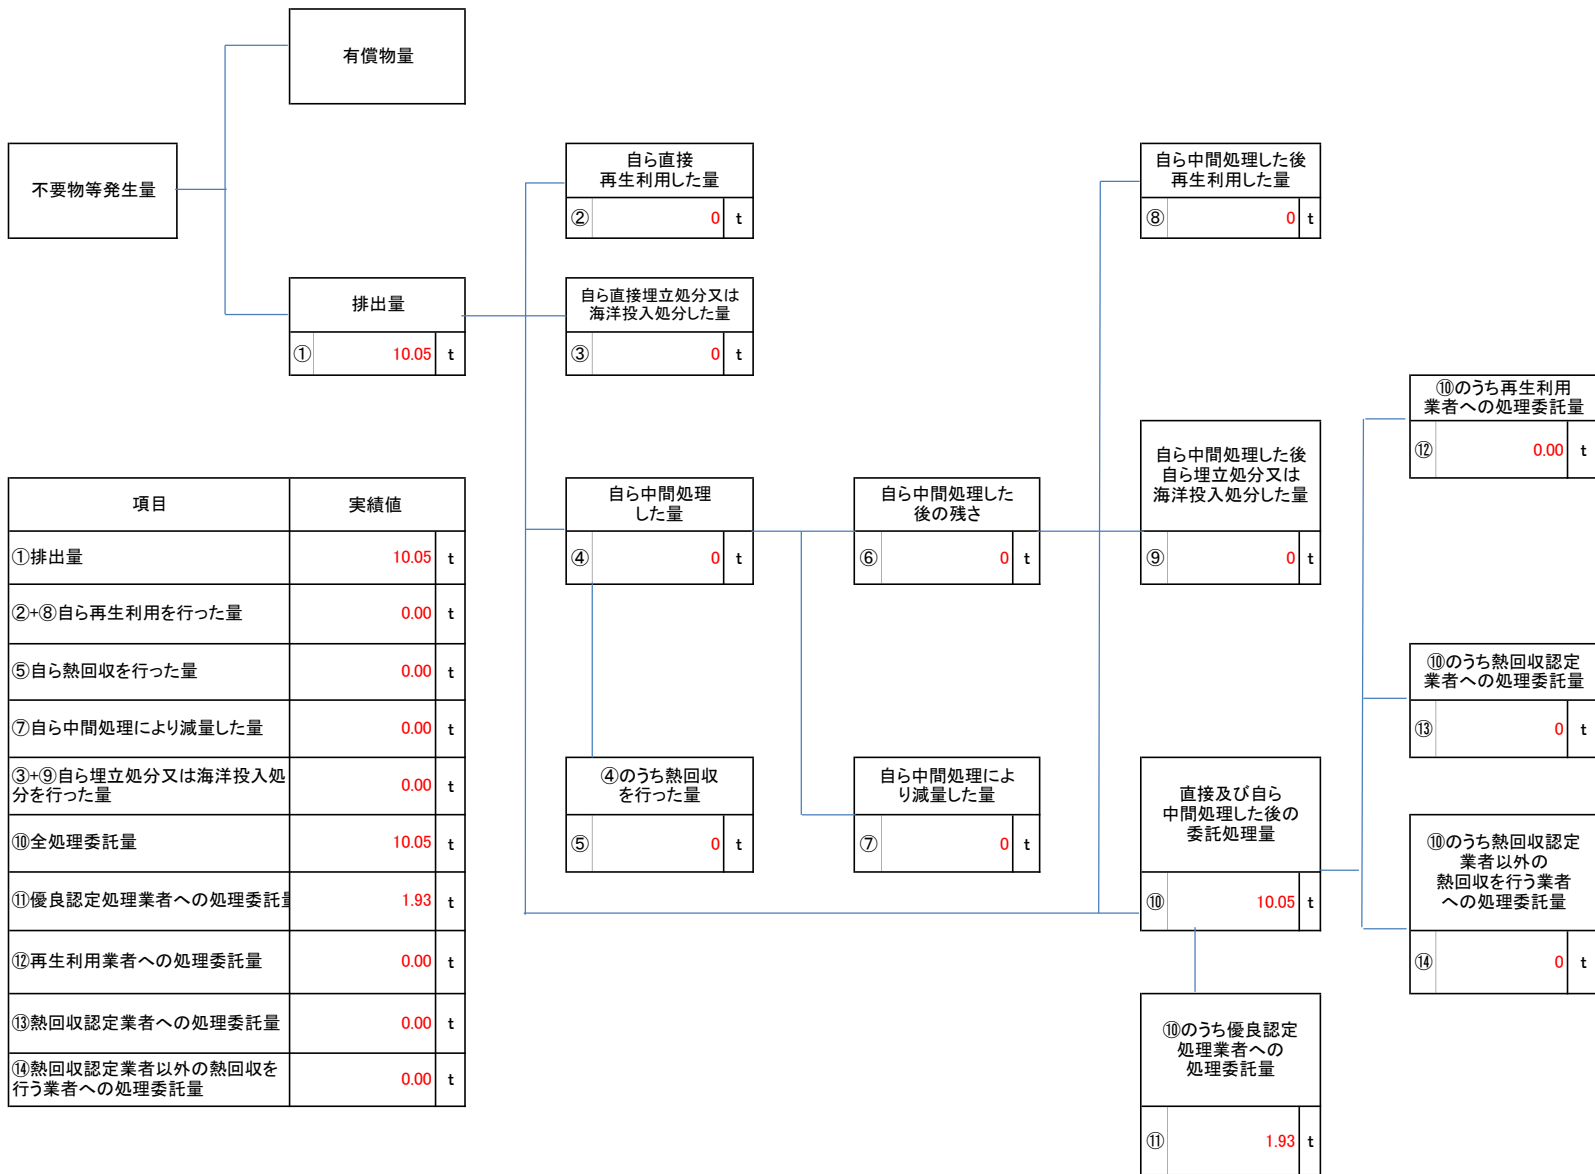 有償物量
不要物等発生量
排出量
① 10.05 t
自ら直接
再生利用した量
② 0 t
自ら直接埋立処分又は
海洋投入処分した量
③ 0 t
自ら中間処理
した量
④ 0 t
④のうち熱回収
を行った量
⑤ 0 t
自ら中間処理した
後の残さ
⑥ 0 t
自ら中間処理によ
り減量した量
⑦ 0 t
自ら中間処理した後
再生利用した量
⑧ 0 t
自ら中間処理した後
自ら埋立処分又は
海洋投入処分した量
⑨ 0 t
直接及び自ら
中間処理した後の
委託処理量
⑩ 10.05 t
⑩のうち優良認定
処理業者への
処理委託量
⑪ 1.93 t
⑩のうち再生利用
業者への処理委託量
⑫ 0.00 t
⑩のうち熱回収認定
業者への処理委託量
⑬ 0 t
⑩のうち熱回収認定
業者以外の
熱回収を行う業者
への処理委託量
⑭ 0 t
項目 実績値
①排出量 10.05 t
②+⑧自ら再生利用を行った量 0.00 t
⑤自ら熱回収を行った量 0.00 t
⑦自ら中間処理により減量した量 0.00 t
③+⑨自ら埋立処分又は海洋投入処
分を行った量 0.00 t
⑩全処理委託量 10.05 t
⑪優良認定処理業者への処理委託量 1.93 t
⑫再生利用業者への処理委託量 0.00 t
⑬熱回収認定業者への処理委託量 0.00 t
⑭熱回収認定業者以外の熱回収を
行う業者への処理委託量 0.00 t